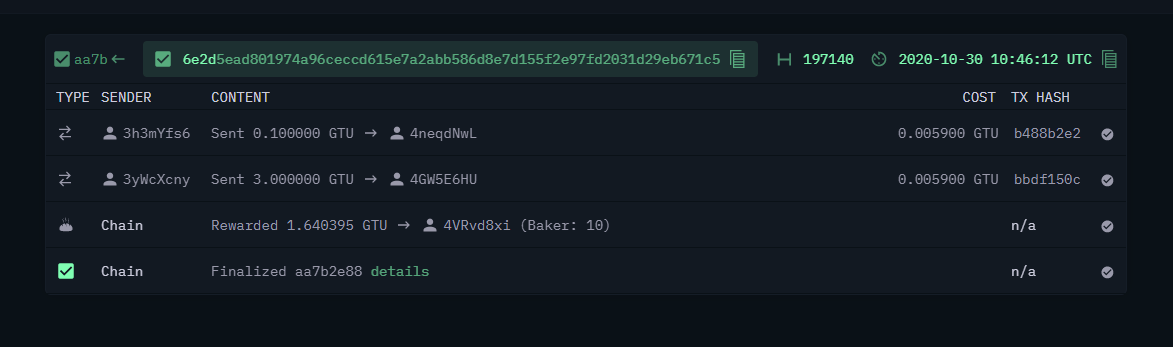 aa7b← 6e2d5ead801974a96ceccd615e7a2abb586d8e7d155f2e97fd2031d29eb671c5 197140 2020-10-30 10:46:12 UTC
TYPE SENDER CONTENT COST TX HASH
3h3mYfs6 Sent 0.100000 GTU → 4neqdNwL 0.005900 GTU b488b2e2
3yWcXcny Sent 3.000000 GTU → 4GW5E6HU 0.005900 GTU bbdf150c
Chain Rewarded 1.640395 GTU → 4VRvd8xi (Baker: 10) n/a
Chain Finalized aa7b2e88 details n/a